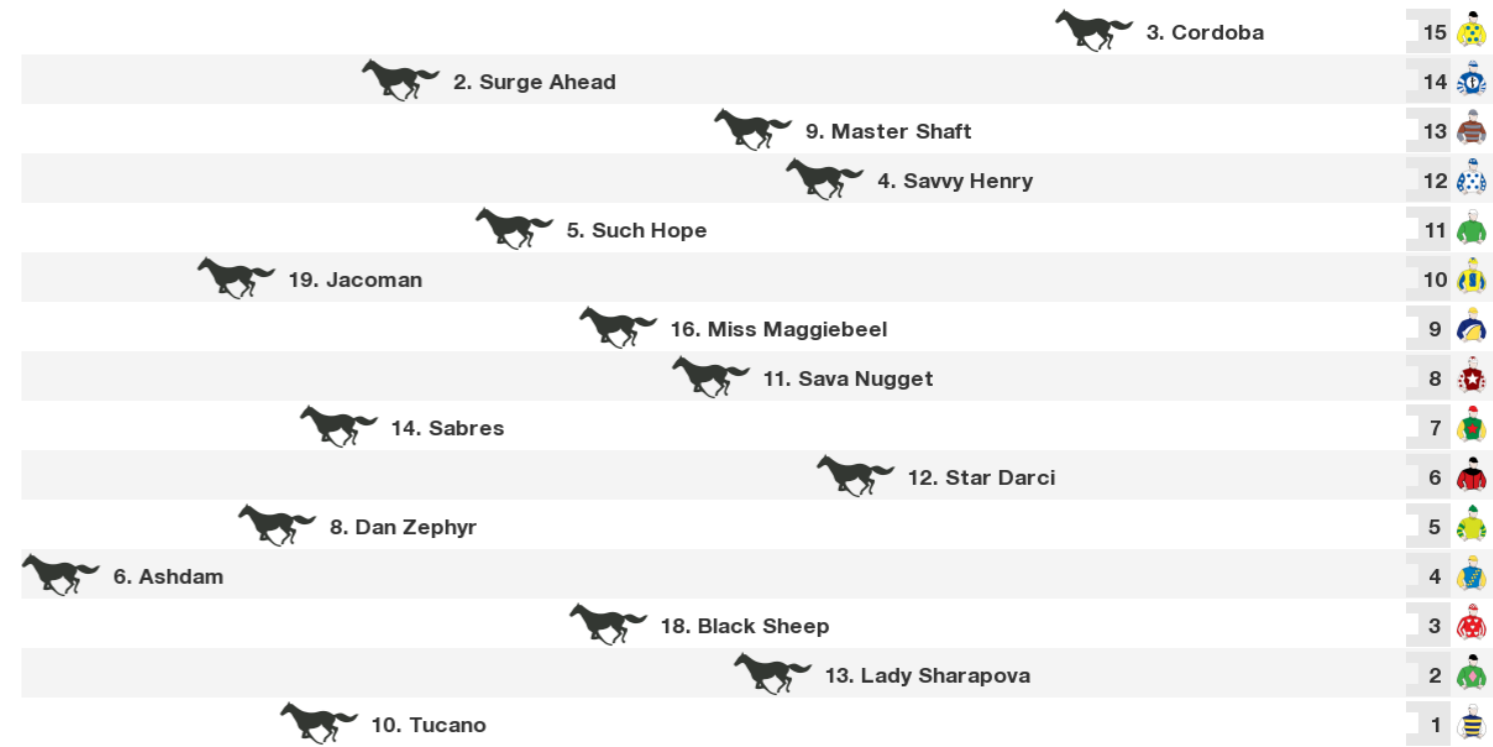 3. Cordoba 15
2. Surge Ahead 14
9. Master Shaft 13
4. Savvy Henry 12
5. Such Hope 11
19. Jacoman 10
16. Miss Maggiebeel 9
11. Sava Nugget 8
14. Sabres 7
12. Star Darci 6
8. Dan Zephyr 5
6. Ashdam 4
18. Black Sheep 3
13. Lady Sharapova 2
10. Tucano 1